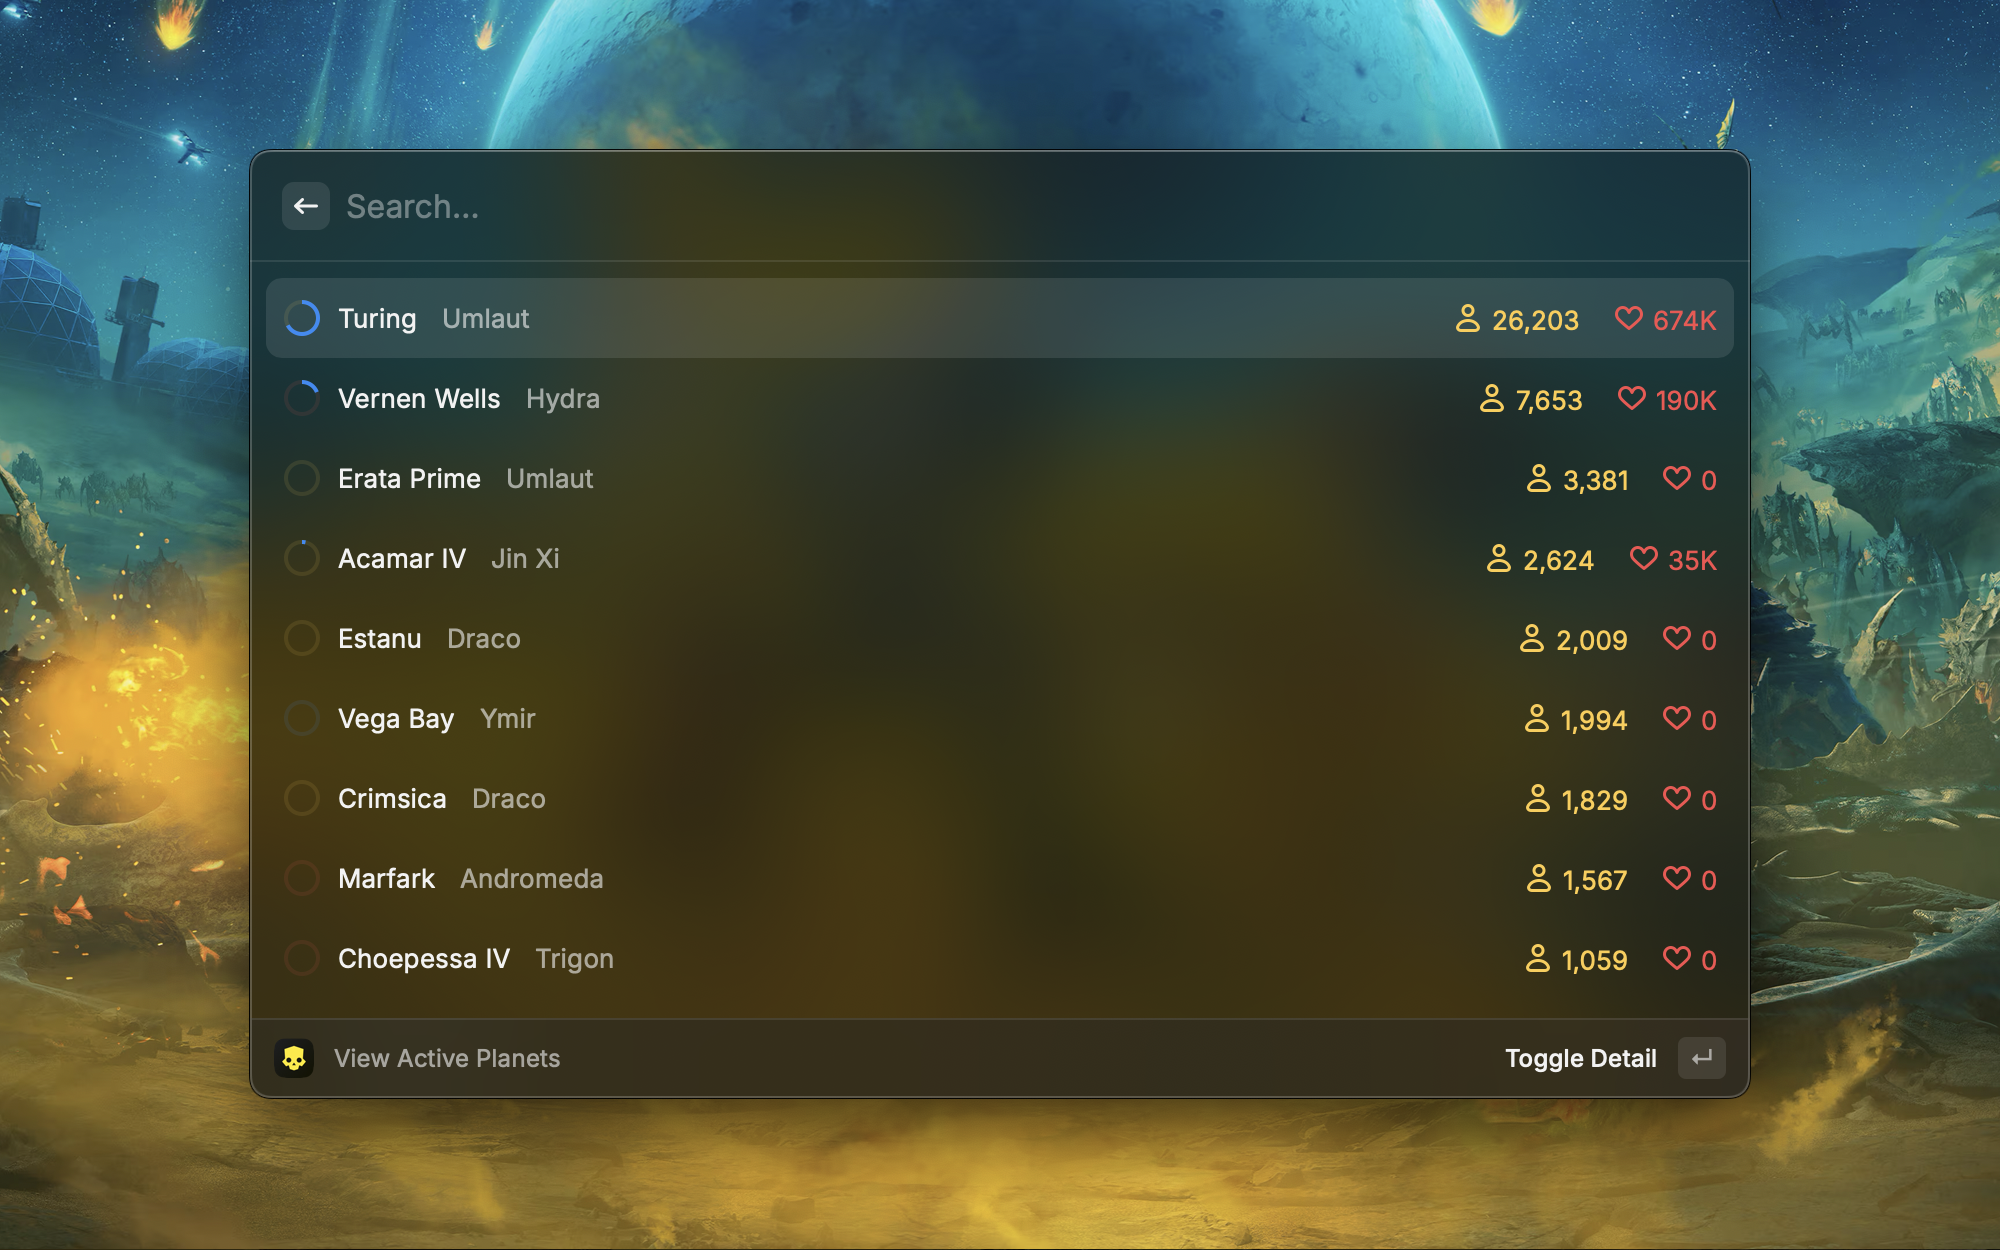 Search...
Turing Umlaut 26,203 674K
Vernen Wells Hydra 7,653 190K
Erata Prime Umlaut 3,381 0
Acamar IV Jin Xi 2,624 35K
Estanu Draco 2,009 0
Vega Bay Ymir 1,994 0
Crimsica Draco 1,829 0
Marfark Andromeda 1,567 0
Choepessa IV Trigon 1,059 0
View Active Planets Toggle Detail